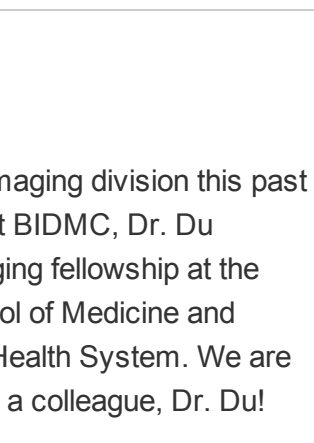 maging division this past
t BIDMC, Dr. Du
ging fellowship at the
ol of Medicine and
Health System. We are
a colleague, Dr. Du!